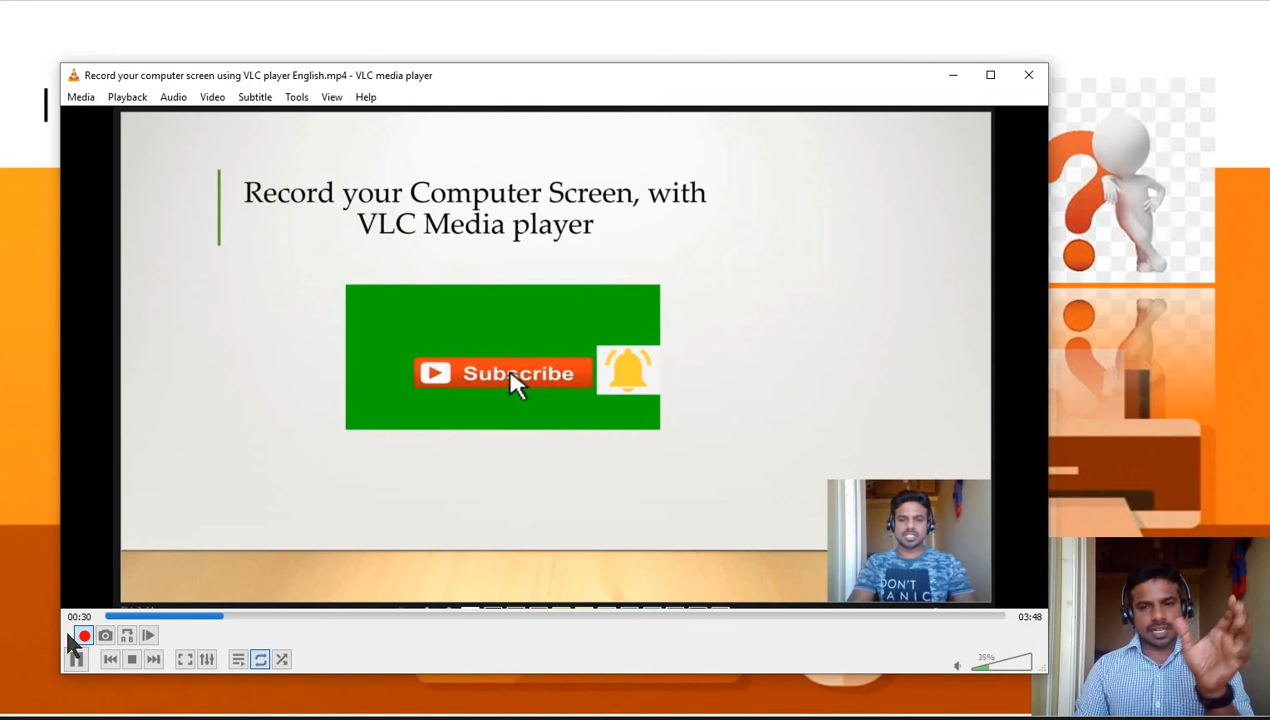 Record your computer screen using VLC player English.mp4 - VLC media player
Media Playback Audio Video Subtitle Tools View Help
Record your Computer Screen, with
VLC Media player
Subscribe
DON'T
PANIC
00:30
03:48
35%